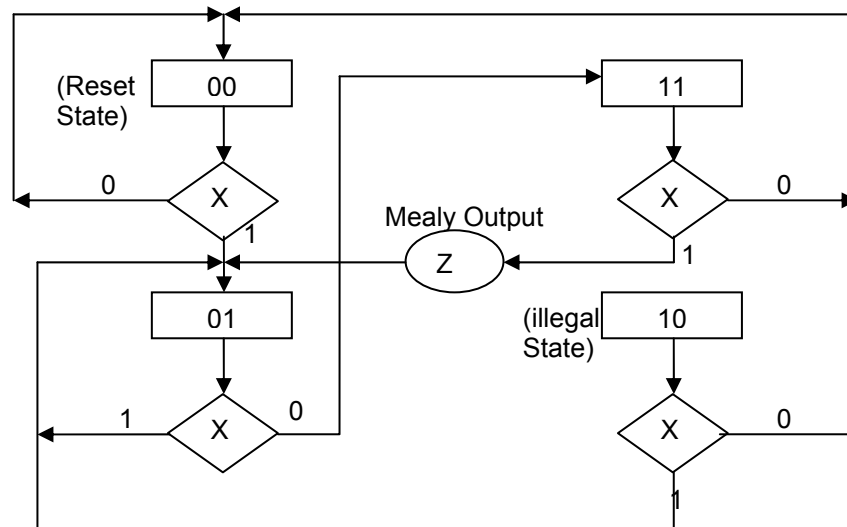 (Reset
State)
00
11
0
X
1
X
0
1
Mealy Output
Z
01
(illegal
State)
10
1
X
0
X
0
1